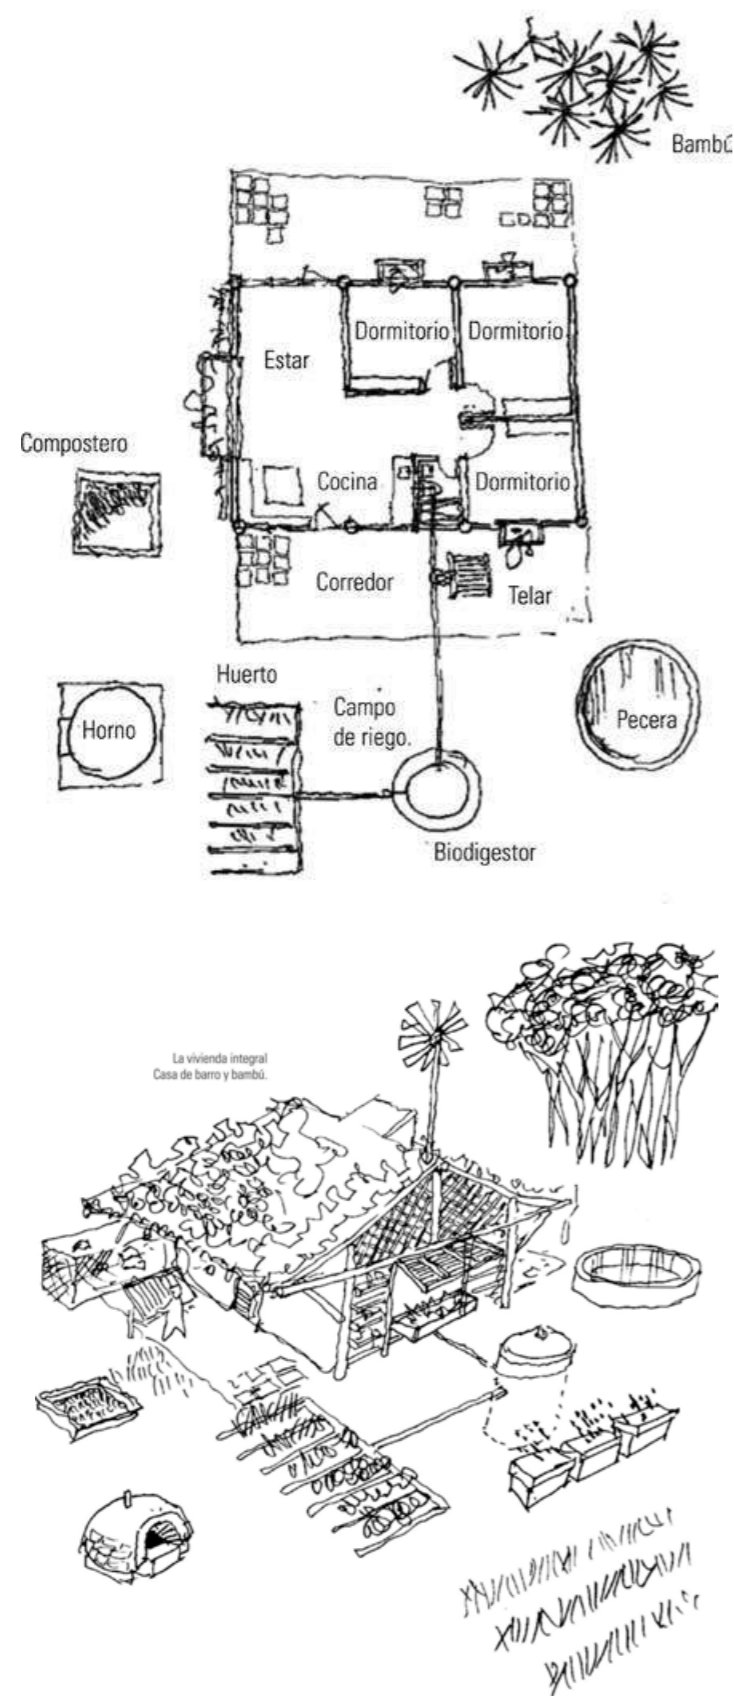 Bambú
Dormitorio
Dormitorio
Estar
Compostero
Cocina
Dormitorio
Corredor
Telar
Huerto
Campo
de riego.
Horno
Pecera
Biodigestor
La vivienda integral
Casa de barro y bambú.